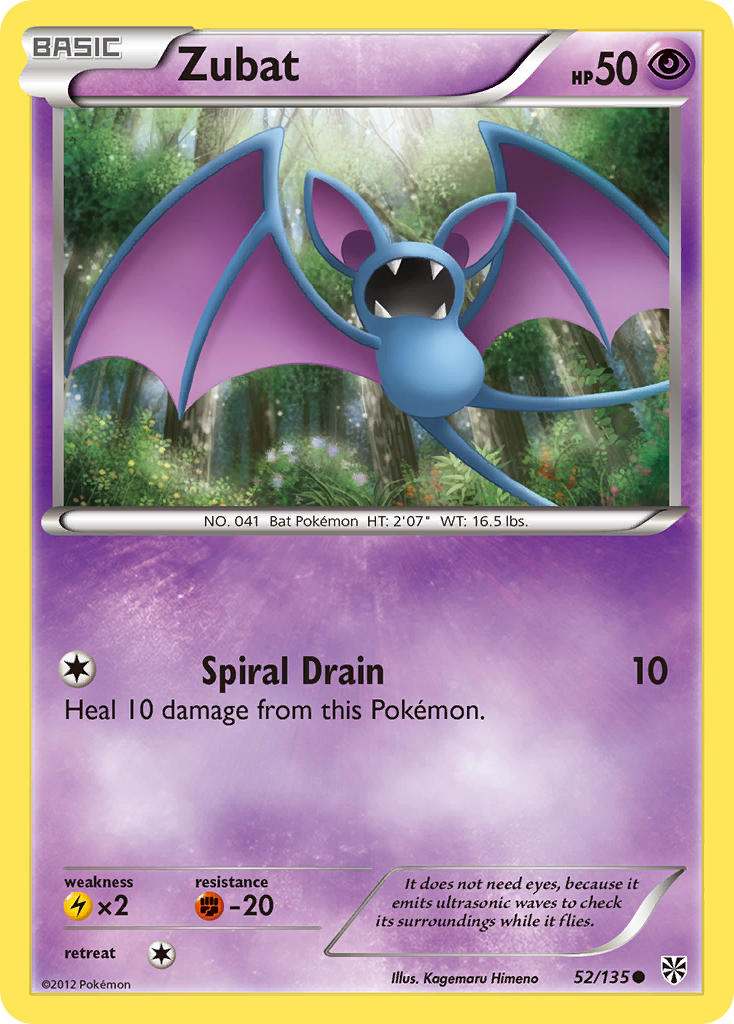 BASIC
Zubat
HP50
NO. 041 Bat Pokémon HT: 2'07" WT: 16.5 lbs.
Spiral Drain 10
Heal 10 damage from this Pokémon.
weakness resistance
×2 -20
It does not need eyes, because it
emits ultrasonic waves to check
its surroundings while it flies.
retreat
©2012 Pokémon
Illus. Kagemaru Himeno 52/135